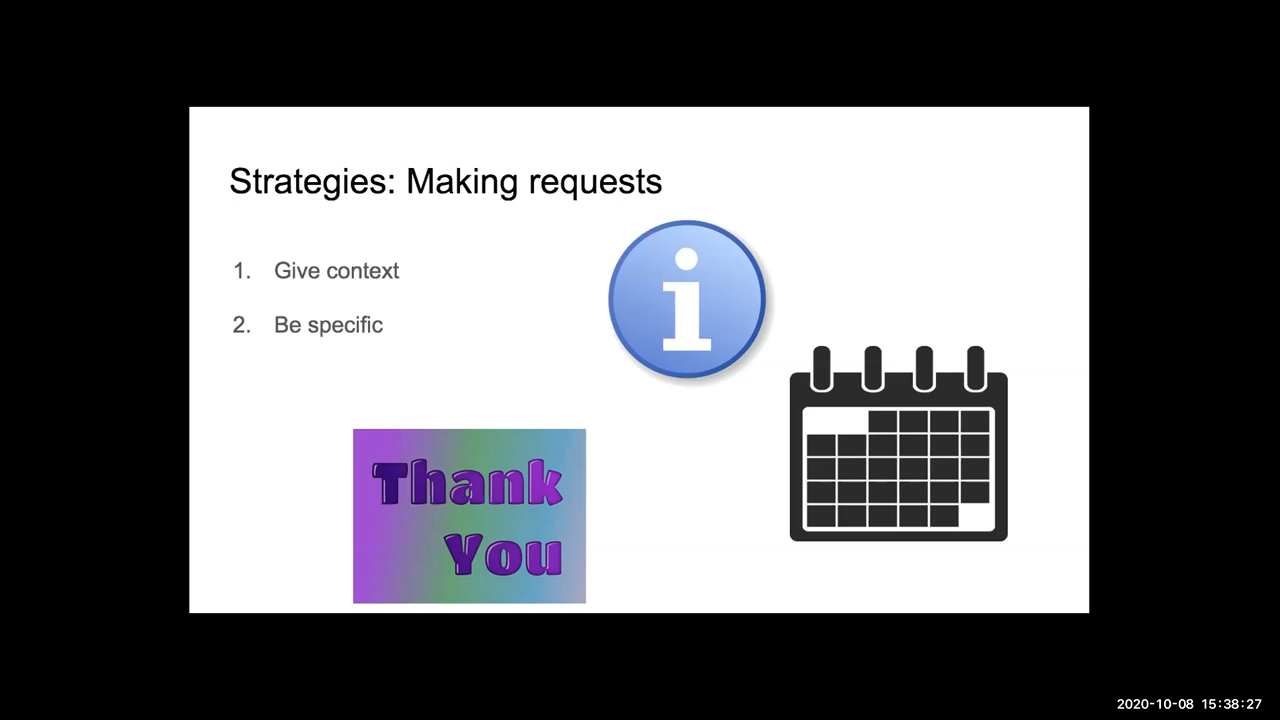 Strategies: Making requests
1. Give context
2. Be specific
i
Thank
You
2020-10-08 15:38:27